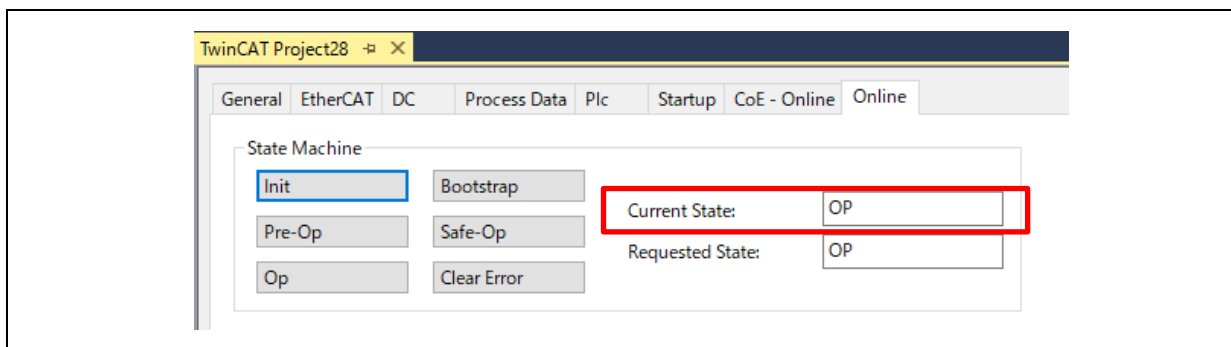 TwinCAT Project28
General EtherCAT DC Process Data Plc Startup CoE - Online Online
State Machine
Init Bootstrap
Current State: OP
Pre-Op Safe-Op
Requested State: OP
Op Clear Error